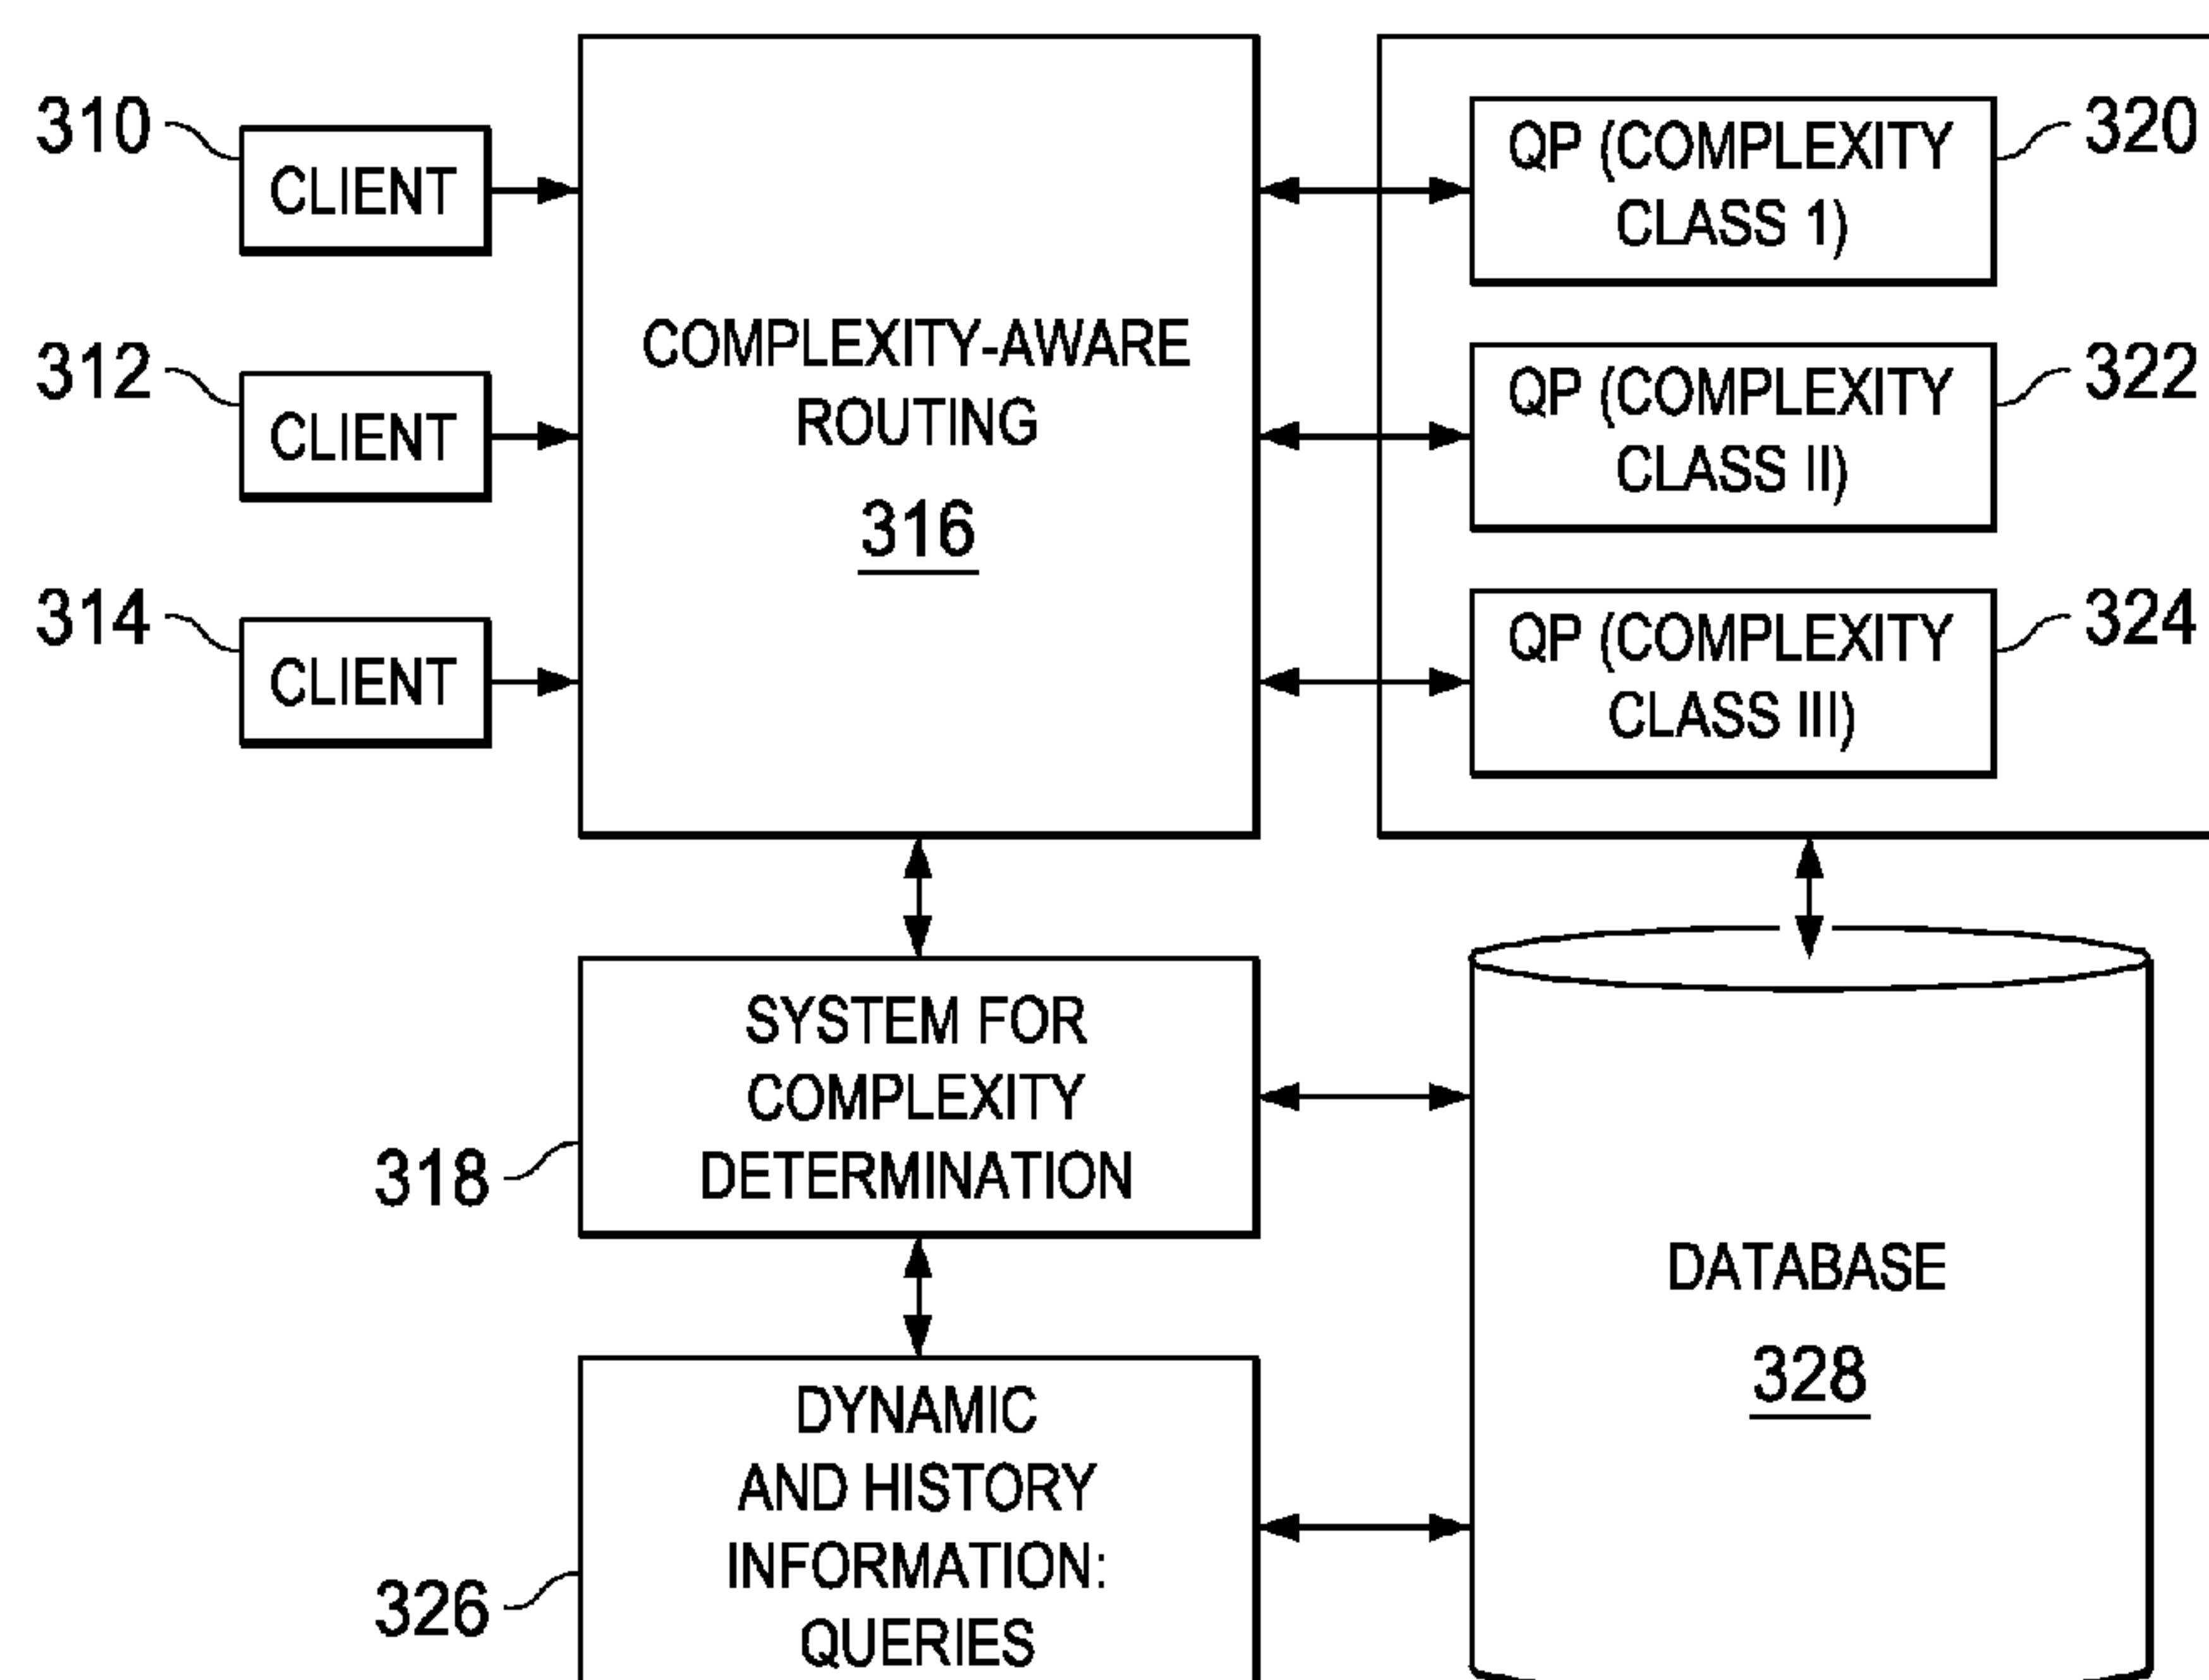 310
CLIENT
312
CLIENT
314
CLIENT
COMPLEXITY-AWARE
ROUTING
316
QP (COMPLEXITY
CLASS 1)
320
QP (COMPLEXITY
CLASS II)
322
QP (COMPLEXITY
CLASS III)
324
SYSTEM FOR
COMPLEXITY
DETERMINATION
318
DYNAMIC
AND HISTORY
INFORMATION:
QUERIES
326
DATABASE
328